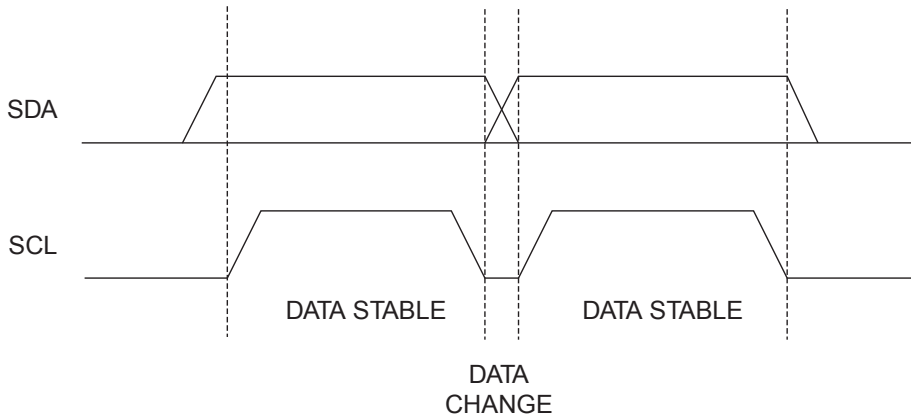 SDA
SCL
DATA STABLE
DATA STABLE
DATA
CHANGE